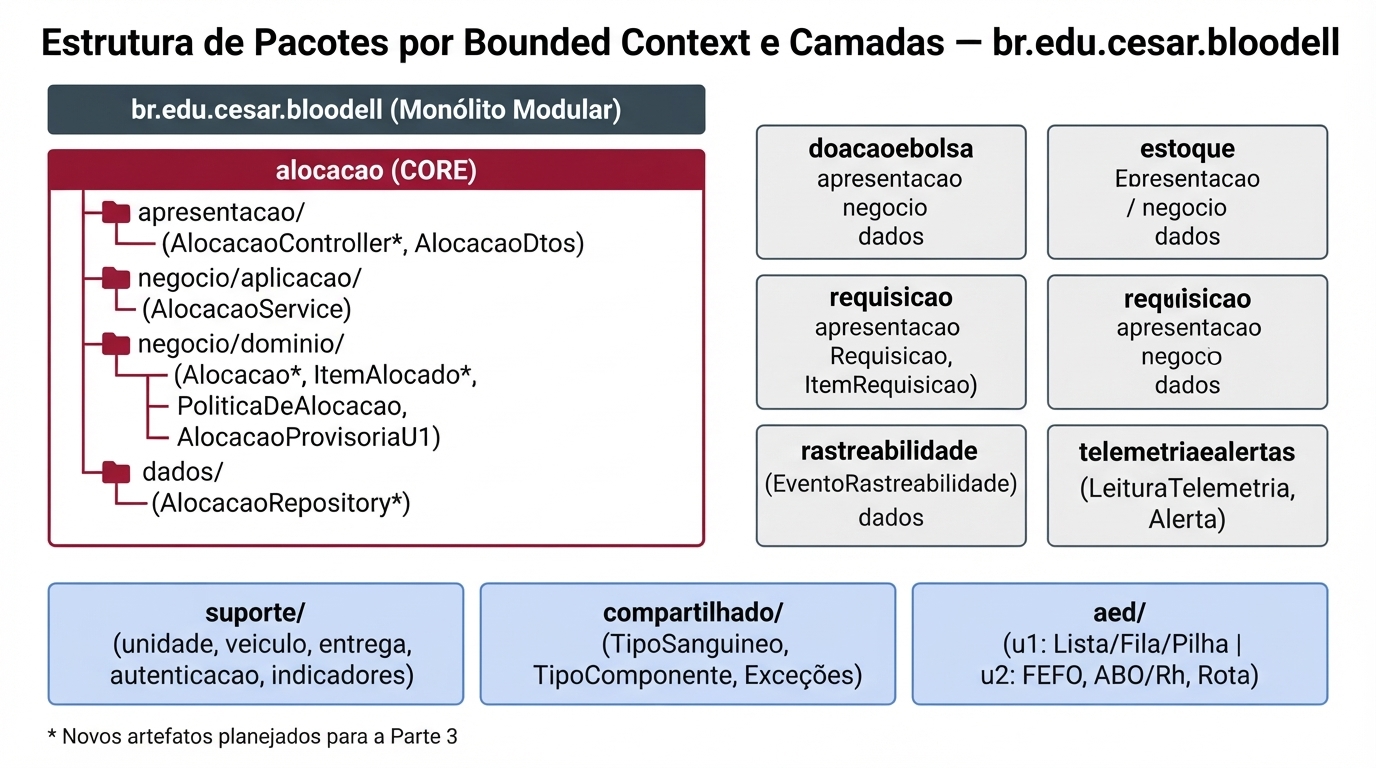 Estrutura de Pacotes por Bounded Context e Camadas — br.edu.cesar.bloodell
br.edu.cesar.bloodell (Monólito Modular)
alocacao (CORE)
apresentacao/
(AlocacaoController*, AlocacaoDtos)
negocio/aplicacao/
(AlocacaoService)
negocio/dominio/
(Alocacao*, ItemAlocado*,
PoliticaDeAlocacao,
AlocacaoProvisoriaU1)
dados/
(AlocacaoRepository*)
doacaoebolsa
apresentacao
negocio
dados
estoque
Epresentacao
/ negocio
dados
requisicao
apresentacao
Requisicao,
ItemRequisicao)
requisicao
apresentacao
negoco
dados
rastreabilidade
(EventoRastreabilidade)
dados
telemetriaealertas
(LeituraTelemetria,
Alerta)
suporte/
(unidade, veiculo, entrega,
autenticacao, indicadores)
compartilhado/
(TipoSanguineo,
TipoComponente, Exceções)
aed/
(u1: Lista/Fila/Pilha |
u2: FEFO, ABO/Rh, Rota)
* Novos artefatos planejados para a Parte 3